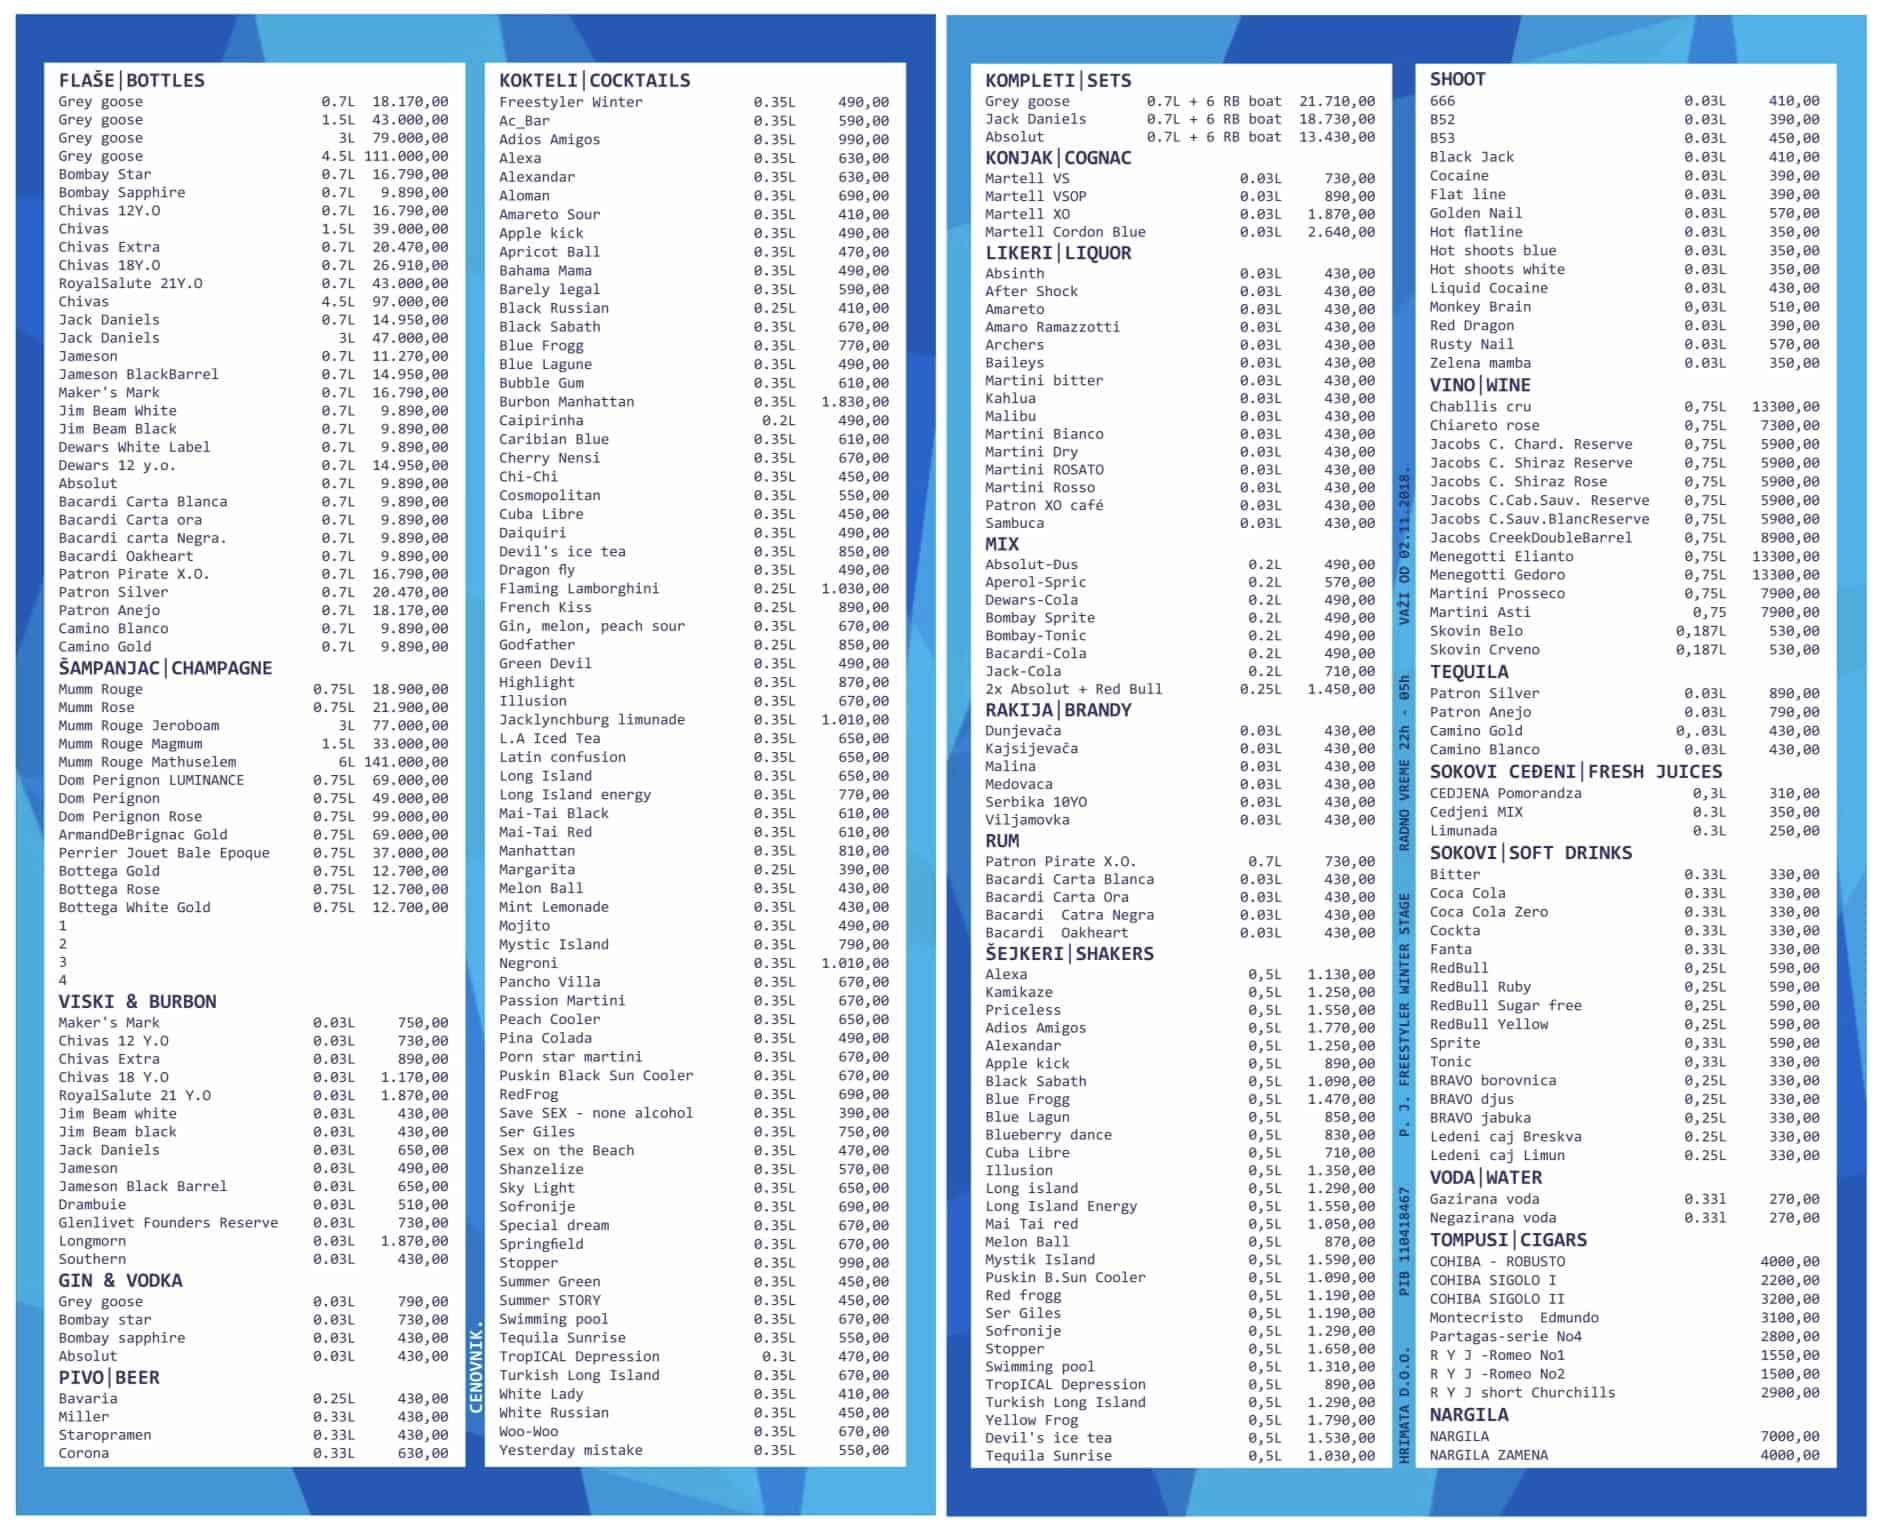 FLAŠE|BOTTLES
Grey goose 0.7L 18.170,00
Grey goose 1.5L 43.000,00
Grey goose 3L 79.000,00
Grey goose 4.5L 111.000,00
Bombay Star 0.7L 16.790,00
Bombay Sapphire 0.7L 9.890,00
Chivas 12Y.O 0.7L 16.790,00
Chivas 1.5L 39.000,00
Chivas Extra 0.7L 20.470,00
Chivas 18Y.O 0.7L 26.910,00
RoyalSalute 21Y.O 0.7L 43.000,00
Chivas 4.5L 97.000,00
Jack Daniels 0.7L 14.950,00
Jack Daniels 3L 47.000,00
Jameson 0.7L 11.270,00
Jameson BlackBarrel 0.7L 14.950,00
Maker's Mark 0.7L 16.790,00
Jim Beam White 0.7L 9.890,00
Jim Beam Black 0.7L 9.890,00
Dewars White Label 0.7L 9.890,00
Dewars 12 y.o. 0.7L 14.950,00
Absolut 0.7L 9.890,00
Bacardi Carta Blanca 0.7L 9.890,00
Bacardi Carta ora 0.7L 9.890,00
Bacardi carta Negra. 0.7L 9.890,00
Bacardi Oakheart 0.7L 9.890,00
Patron Pirate X.O. 0.7L 16.790,00
Patron Silver 0.7L 20.470,00
Patron Anejo 0.7L 18.170,00
Camino Blanco 0.7L 9.890,00
Camino Gold 0.7L 9.890,00
ŠAMPANJAC|CHAMPAGNE
Mumm Rouge 0.75L 18.900,00
Mumm Rose 0.75L 21.900,00
Mumm Rouge Jeroboam 3L 77.000,00
Mumm Rouge Magmum 1.5L 33.000,00
Mumm Rouge Mathuselem 6L 141.000,00
Dom Perignon LUMINANCE 0.75L 69.000,00
Dom Perignon 0.75L 49.000,00
Dom Perignon Rose 0.75L 99.000,00
ArmandDeBrignac Gold 0.75L 69.000,00
Perrier Jouet Bale Epoque 0.75L 37.000,00
Bottega Gold 0.75L 12.700,00
Bottega Rose 0.75L 12.700,00
Bottega White Gold 0.75L 12.700,00
1
2
3
4
VISKI & BURBON
Maker's Mark 0.03L 750,00
Chivas 12 Y.O 0.03L 730,00
Chivas Extra 0.03L 890,00
Chivas 18 Y.O 0.03L 1.170,00
RoyalSalute 21 Y.O 0.03L 1.870,00
Jim Beam white 0.03L 430,00
Jim Beam black 0.03L 430,00
Jack Daniels 0.03L 650,00
Jameson 0.03L 490,00
Jameson Black Barrel 0.03L 650,00
Drambuie 0.03L 510,00
Glenlivet Founders Reserve 0.03L 730,00
Longmorn 0.03L 1.870,00
Southern 0.03L 430,00
GIN & VODKA
Grey goose 0.03L 790,00
Bombay star 0.03L 730,00
Bombay sapphire 0.03L 430,00
Absolut 0.03L 430,00
PIVO|BEER
Bavaria 0.25L 430,00
Miller 0.33L 430,00
Staropramen 0.33L 430,00
Corona 0.33L 630,00
CENOVNIK.
KOKTELI|COCKTAILS
Freestyler Winter 0.35L 490,00
Ac_Bar 0.35L 590,00
Adios Amigos 0.35L 990,00
Alexa 0.35L 630,00
Alexandar 0.35L 630,00
Aloman 0.35L 690,00
Amareto Sour 0.35L 410,00
Apple kick 0.35L 490,00
Apricot Ball 0.35L 470,00
Bahama Mama 0.35L 490,00
Barely legal 0.35L 590,00
Black Russian 0.25L 410,00
Black Sabath 0.35L 670,00
Blue Frogg 0.35L 770,00
Blue Lagune 0.35L 490,00
Bubble Gum 0.35L 610,00
Burbon Manhattan 0.35L 1.830,00
Caipirinha 0.2L 490,00
Caribian Blue 0.35L 610,00
Cherry Nensi 0.35L 670,00
Chi-Chi 0.35L 450,00
Cosmopolitan 0.35L 550,00
Cuba Libre 0.35L 450,00
Daiquiri 0.35L 490,00
Devil's ice tea 0.35L 850,00
Dragon fly 0.35L 490,00
Flaming Lamborghini 0.25L 1.030,00
French Kiss 0.25L 890,00
Gin, melon, peach sour 0.35L 670,00
Godfather 0.25L 850,00
Green Devil 0.35L 490,00
Highlight 0.35L 870,00
Illusion 0.35L 670,00
Jacklynchburg limunade 0.35L 1.010,00
L.A Iced Tea 0.35L 650,00
Latin confusion 0.35L 650,00
Long Island 0.35L 650,00
Long Island energy 0.35L 770,00
Mai-Tai Black 0.35L 610,00
Mai-Tai Red 0.35L 610,00
Manhattan 0.35L 810,00
Margarita 0.25L 390,00
Melon Ball 0.35L 430,00
Mint Lemonade 0.35L 430,00
Mojito 0.35L 490,00
Mystic Island 0.35L 790,00
Negroni 0.35L 1.010,00
Pancho Villa 0.35L 670,00
Passion Martini 0.35L 670,00
Peach Cooler 0.35L 650,00
Pina Colada 0.35L 490,00
Porn star martini 0.35L 670,00
Puskin Black Sun Cooler 0.35L 670,00
RedFrog 0.35L 690,00
Save SEX - none alcohol 0.35L 390,00
Ser Giles 0.35L 750,00
Sex on the Beach 0.35L 470,00
Shanzelize 0.35L 570,00
Sky Light 0.35L 650,00
Sofronije 0.35L 690,00
Special dream 0.35L 670,00
Springfield 0.35L 670,00
Stopper 0.35L 990,00
Summer Green 0.35L 450,00
Summer STORY 0.35L 450,00
Swimming pool 0.35L 670,00
Tequila Sunrise 0.35L 550,00
TropICAL Depression 0.3L 470,00
Turkish Long Island 0.35L 670,00
White Lady 0.35L 410,00
White Russian 0.35L 450,00
Woo-Woo 0.35L 670,00
Yesterday mistake 0.35L 550,00
KOMPLETI|SETS
Grey goose 0.7L + 6 RB boat 21.710,00
Jack Daniels 0.7L + 6 RB boat 18.730,00
Absolut 0.7L + 6 RB boat 13.430,00
KONJAK|COGNAC
Martell VS 0.03L 730,00
Martell VSOP 0.03L 890,00
Martell XO 0.03L 1.870,00
Martell Cordon Blue 0.03L 2.640,00
LIKERI|LIQUOR
Absinth 0.03L 430,00
After Shock 0.03L 430,00
Amareto 0.03L 430,00
Amaro Ramazzotti 0.03L 430,00
Archers 0.03L 430,00
Baileys 0.03L 430,00
Martini bitter 0.03L 430,00
Kahlua 0.03L 430,00
Malibu 0.03L 430,00
Martini Bianco 0.03L 430,00
Martini Dry 0.03L 430,00
Martini ROSATO 0.03L 430,00
Martini Rosso 0.03L 430,00
Patron XO café 0.03L 430,00
Sambuca 0.03L 430,00
MIX
Absolut-Đus 0.2L 490,00
Aperol-Spric 0.2L 570,00
Dewars-Cola 0.2L 490,00
Bombay Sprite 0.2L 490,00
Bombay-Tonic 0.2L 490,00
Bacardi-Cola 0.2L 490,00
Jack-Cola 0.2L 710,00
2x Absolut + Red Bull 0.25L 1.450,00
RAKIJA|BRANDY
Dunjevača 0.03L 430,00
Kajsijevača 0.03L 430,00
Malina 0.03L 430,00
Medovaca 0.03L 430,00
Serbika 10YO 0.03L 430,00
Viljamovka 0.03L 430,00
RUM
Patron Pirate X.O. 0.7L 730,00
Bacardi Carta Blanca 0.03L 430,00
Bacardi Carta Ora 0.03L 430,00
Bacardi Catra Negra 0.03L 430,00
Bacardi Oakheart 0.03L 430,00
ŠEJKERI|SHAKERS
Alexa 0,5L 1.130,00
Kamikaze 0,5L 1.250,00
Priceless 0,5L 1.550,00
Adios Amigos 0,5L 1.770,00
Alexandar 0,5L 1.250,00
Apple kick 0,5L 890,00
Black Sabath 0,5L 1.090,00
Blue Frogg 0,5L 1.470,00
Blue Lagun 0,5L 850,00
Blueberry dance 0,5L 830,00
Cuba Libre 0,5L 710,00
Illusion 0,5L 1.350,00
Long island 0,5L 1.290,00
Long Island Energy 0,5L 1.550,00
Mai Tai red 0,5L 1.050,00
Melon Ball 0,5L 870,00
Mystik Island 0,5L 1.590,00
Puskin B.Sun Cooler 0,5L 1.090,00
Red frogg 0,5L 1.190,00
Ser Giles 0,5L 1.190,00
Sofronije 0,5L 1.290,00
Stopper 0,5L 1.650,00
Swimming pool 0,5L 1.310,00
TropICAL Depression 0,5L 890,00
Turkish Long Island 0,5L 1.290,00
Yellow Frog 0,5L 1.790,00
Devil's ice tea 0,5L 1.530,00
Tequila Sunrise 0,5L 1.030,00
HRIMATA D.O.O. PIB 110418467 P. J. FREESTYLER WINTER STAGE RADNO VREME 22h - 05h VAŽI OD 02.11.2018.
SHOOT
666 0.03L 410,00
B52 0.03L 390,00
B53 0.03L 450,00
Black Jack 0.03L 410,00
Cocaine 0.03L 390,00
Flat line 0.03L 390,00
Golden Nail 0.03L 570,00
Hot flatline 0.03L 350,00
Hot shoots blue 0.03L 350,00
Hot shoots white 0.03L 350,00
Liquid Cocaine 0.03L 430,00
Monkey Brain 0,03L 510,00
Red Dragon 0.03L 390,00
Rusty Nail 0.03L 570,00
Zelena mamba 0.03L 350,00
VINO|WINE
Chabllis cru 0,75L 13300,00
Chiareto rose 0,75L 7300,00
Jacobs C. Chard. Reserve 0,75L 5900,00
Jacobs C. Shiraz Reserve 0,75L 5900,00
Jacobs C. Shiraz Rose 0,75L 5900,00
Jacobs C.Cab.Sauv. Reserve 0,75L 5900,00
Jacobs C.Sauv.BlancReserve 0,75L 5900,00
Jacobs CreekDoubleBarrel 0,75L 8900,00
Menegotti Elianto 0,75L 13300,00
Menegotti Gedoro 0,75L 13300,00
Martini Prosseco 0,75L 7900,00
Martini Asti 0,75 7900,00
Skovin Belo 0,187L 530,00
Skovin Crveno 0,187L 530,00
TEQUILA
Patron Silver 0.03L 890,00
Patron Anejo 0.03L 790,00
Camino Gold 0,.03L 430,00
Camino Blanco 0.03L 430,00
SOKOVI CEĐENI|FRESH JUICES
CEDJENA Pomorandza 0,3L 310,00
Cedjeni MIX 0.3L 350,00
Limunada 0.3L 250,00
SOKOVI|SOFT DRINKS
Bitter 0.33L 330,00
Coca Cola 0.33L 330,00
Coca Cola Zero 0.33L 330,00
Cockta 0.33L 330,00
Fanta 0.33L 330,00
RedBull 0,25L 590,00
RedBull Ruby 0,25L 590,00
RedBull Sugar free 0,25L 590,00
RedBull Yellow 0,25L 590,00
Sprite 0,33L 590,00
Tonic 0,33L 330,00
BRAVO borovnica 0,25L 330,00
BRAVO djus 0,25L 330,00
BRAVO jabuka 0,25L 330,00
Ledeni caj Breskva 0.25L 330,00
Ledeni caj Limun 0.25L 330,00
VODA|WATER
Gazirana voda 0.33l 270,00
Negazirana voda 0.33l 270,00
TOMPUSI|CIGARS
COHIBA - ROBUSTO 4000,00
COHIBA SIGOLO I 2200,00
COHIBA SIGOLO II 3200,00
Montecristo Edmundo 3100,00
Partagas-serie No4 2800,00
R Y J -Romeo No1 1550,00
R Y J -Romeo No2 1500,00
R Y J short Churchills 2900,00
NARGILA
NARGILA 7000,00
NARGILA ZAMENA 4000,00